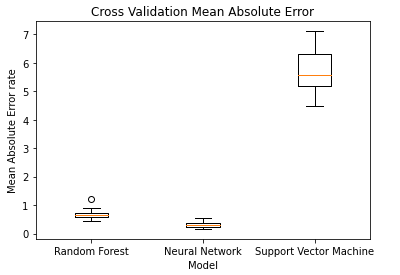 Cross Validation Mean Absolute Error
Mean Absolute Error rate
7
6
5
4
3
2
1
0
Random Forest
Neural Network
Support Vector Machine
Model